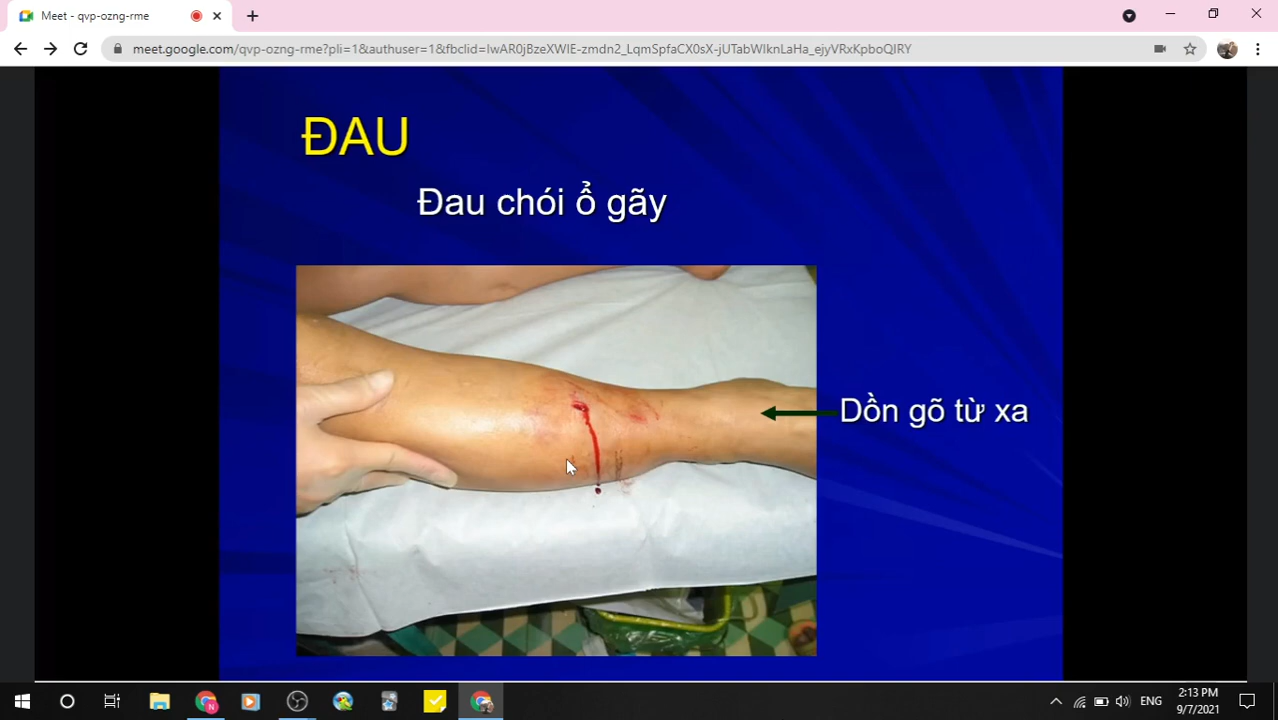 Meet - qvp-ozng-rme
meet.google.com/qvp-ozng-rme?pli=1&authuser=1&fbclid=IwAR0jBzeXWIE-zmdn2_LqmSpfaCX0sX-jUTabWIknLaHa_ejyVRxKpboQIRY
ĐAU
Đau chói ổ gãy
Dồn gõ từ xa
N
ENG
2:13 PM
9/7/2021